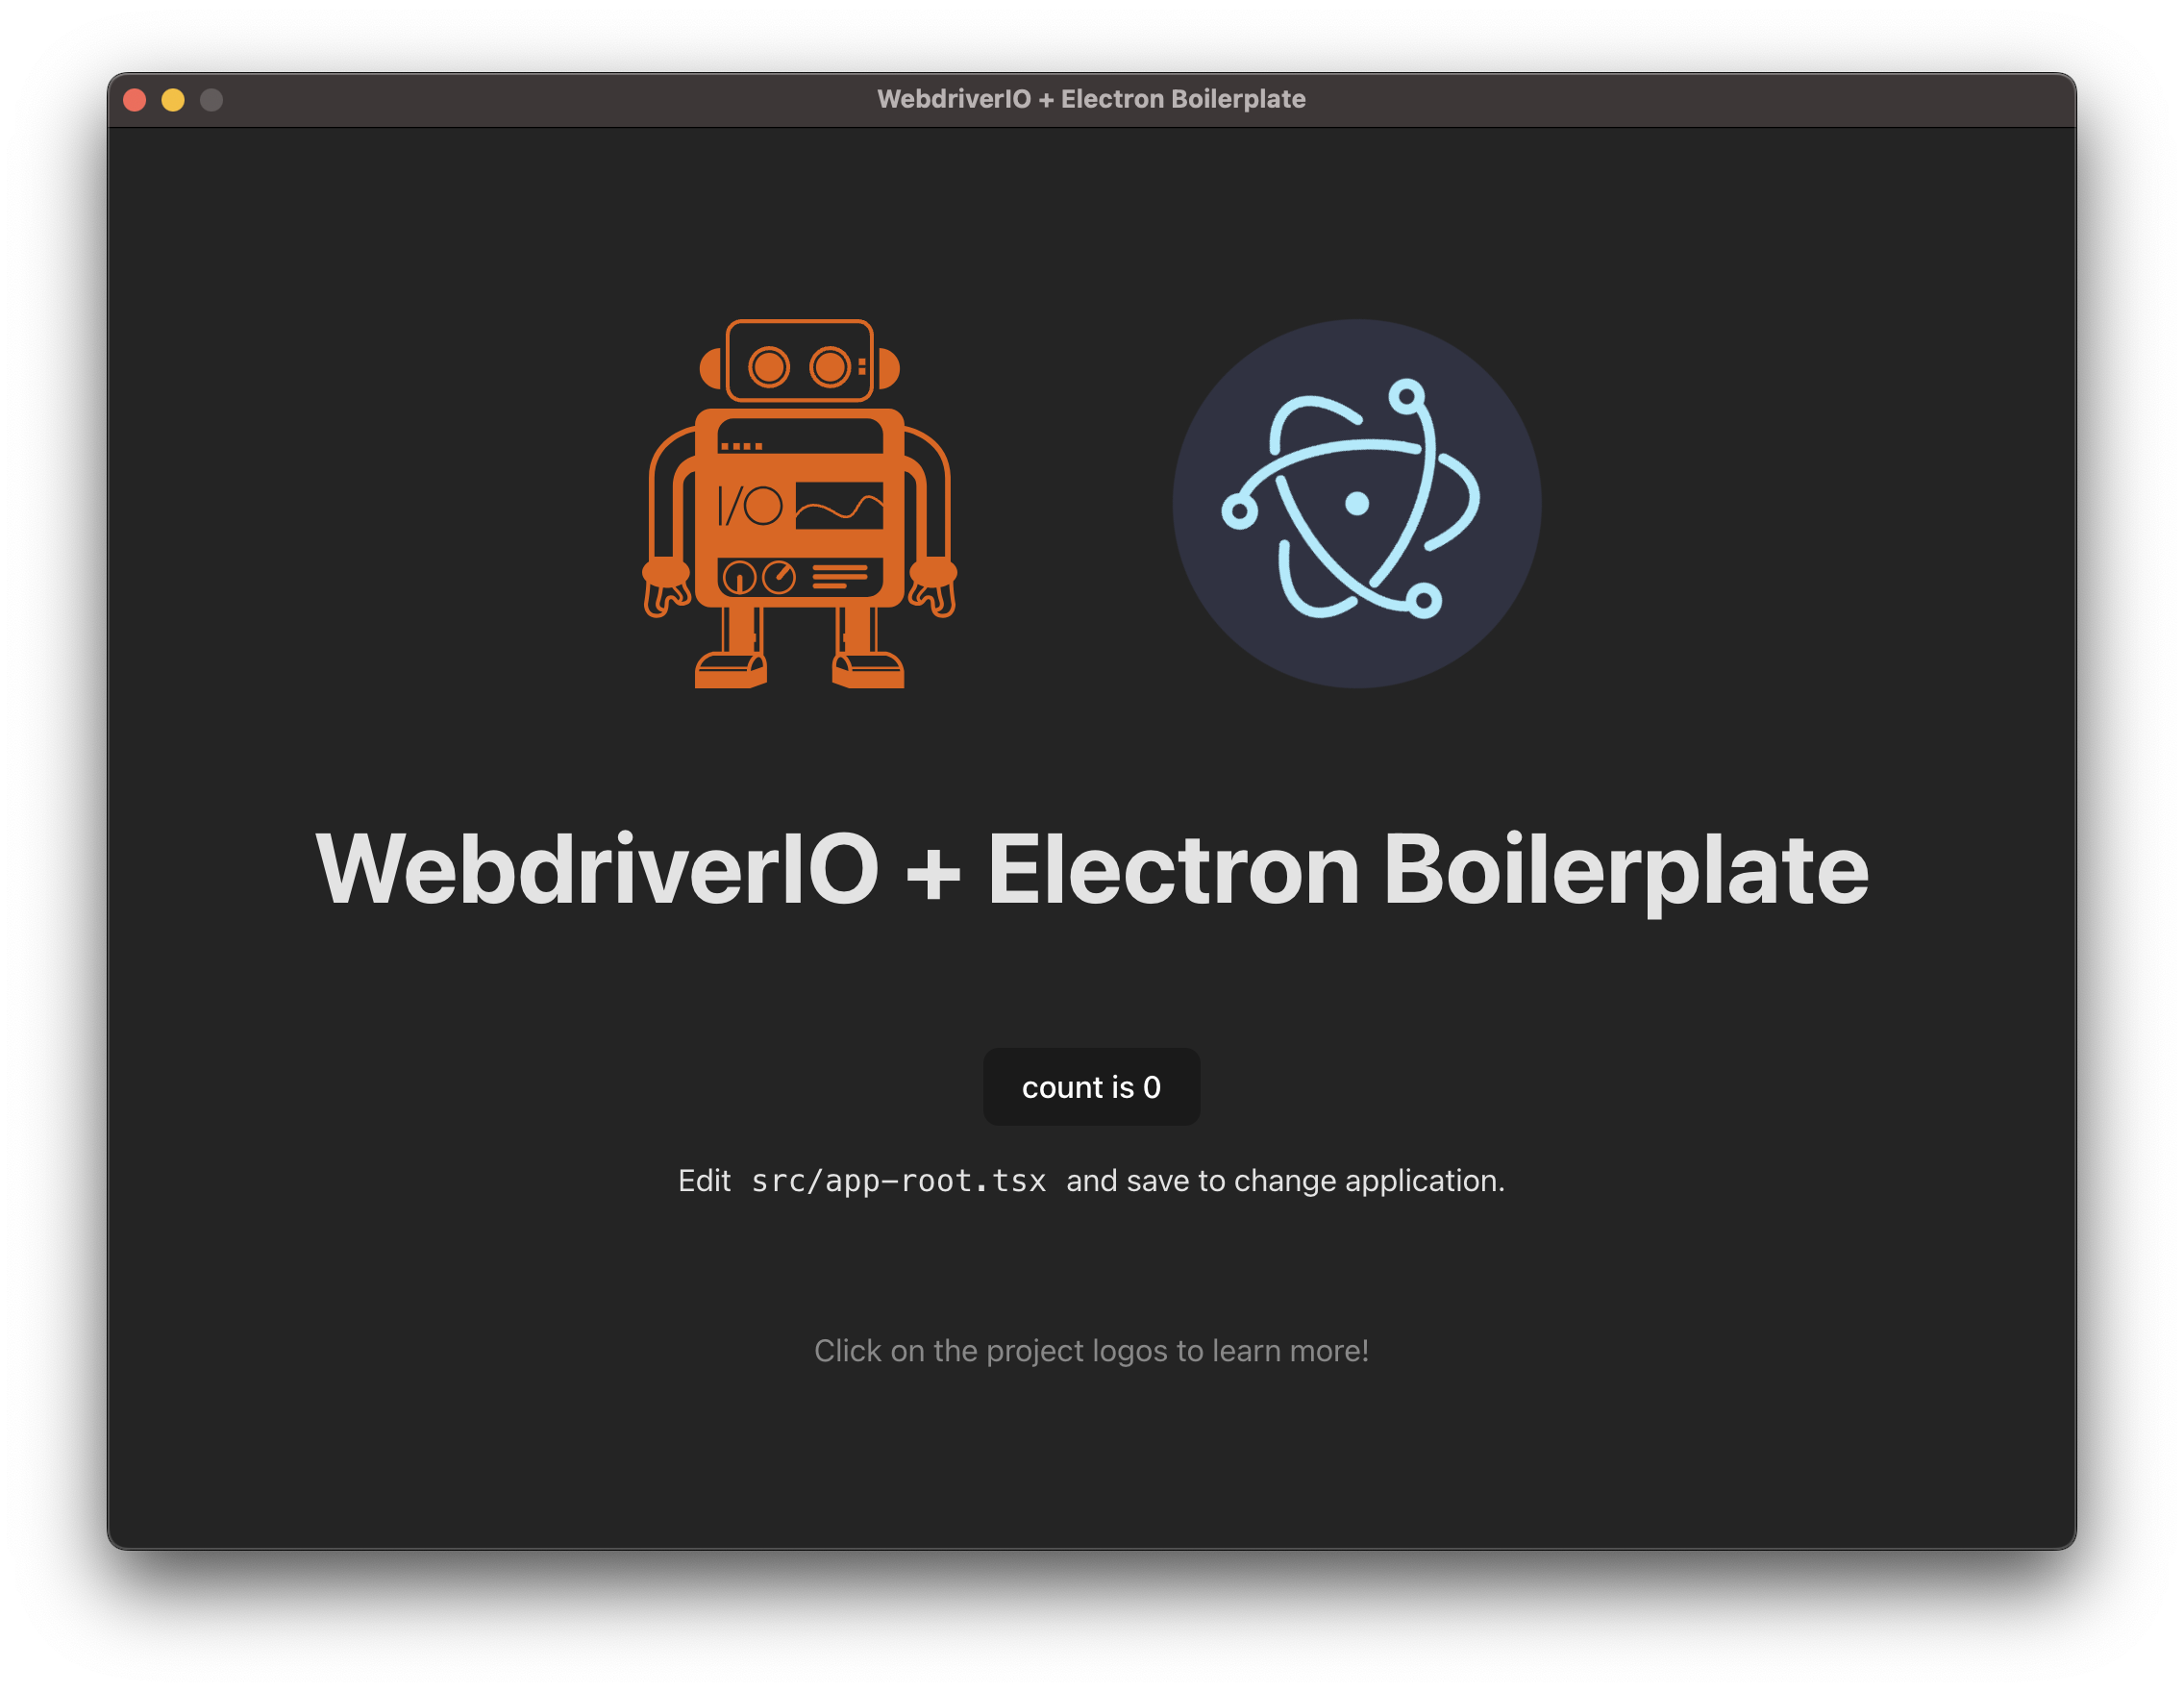 WebdriverIO + Electron Boilerplate
I/O
WebdriverIO + Electron Boilerplate
count is 0
Edit src/app-root.tsx and save to change application.
Click on the project logos to learn more!